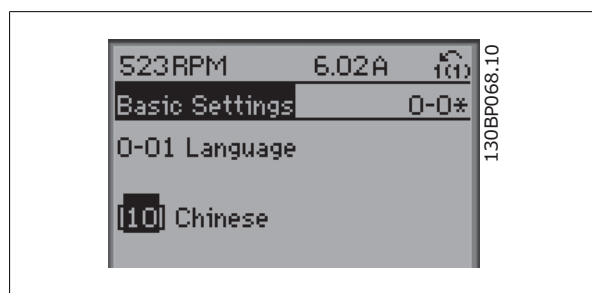 523RPM 6.02A 1(1)
Basic Settings 0-0*
0-01 Language
[10] Chinese
130BP068.10